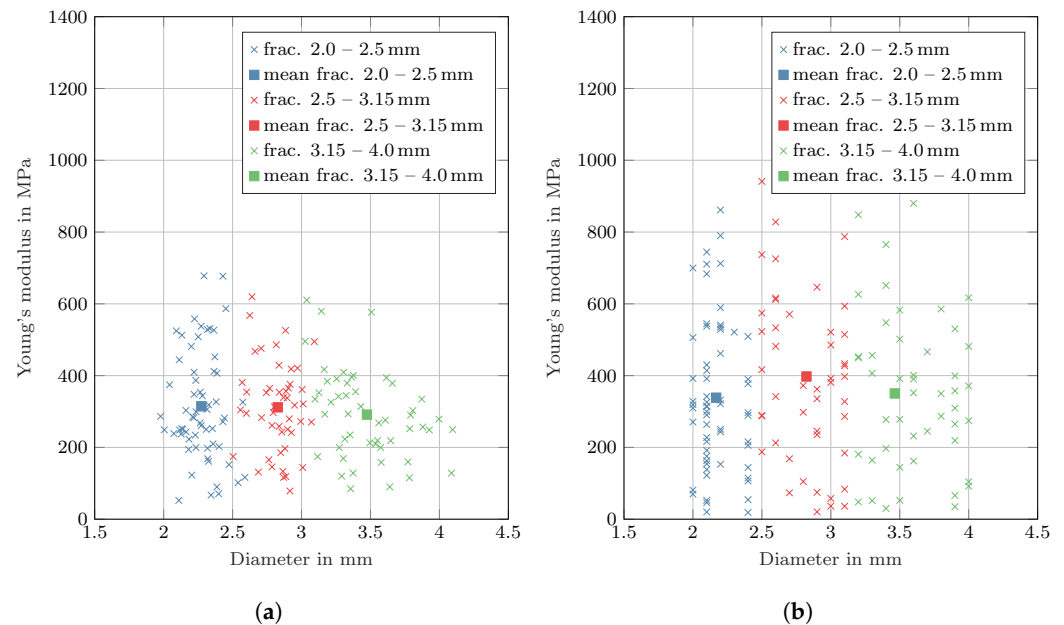 1400
1200
1000
800
600
400
200
0
1.5 2 2.5 3 3.5 4 4.5
Young's modulus in MPa
Diameter in mm
frac. 2.0 – 2.5 mm
mean frac. 2.0 – 2.5 mm
frac. 2.5 – 3.15 mm
mean frac. 2.5 – 3.15 mm
frac. 3.15 – 4.0 mm
mean frac. 3.15 – 4.0 mm
(a)
1400
1200
1000
800
600
400
200
0
1.5 2 2.5 3 3.5 4 4.5
Young's modulus in MPa
Diameter in mm
frac. 2.0 – 2.5 mm
mean frac. 2.0 – 2.5 mm
frac. 2.5 – 3.15 mm
mean frac. 2.5 – 3.15 mm
frac. 3.15 – 4.0 mm
mean frac. 3.15 – 4.0 mm
(b)